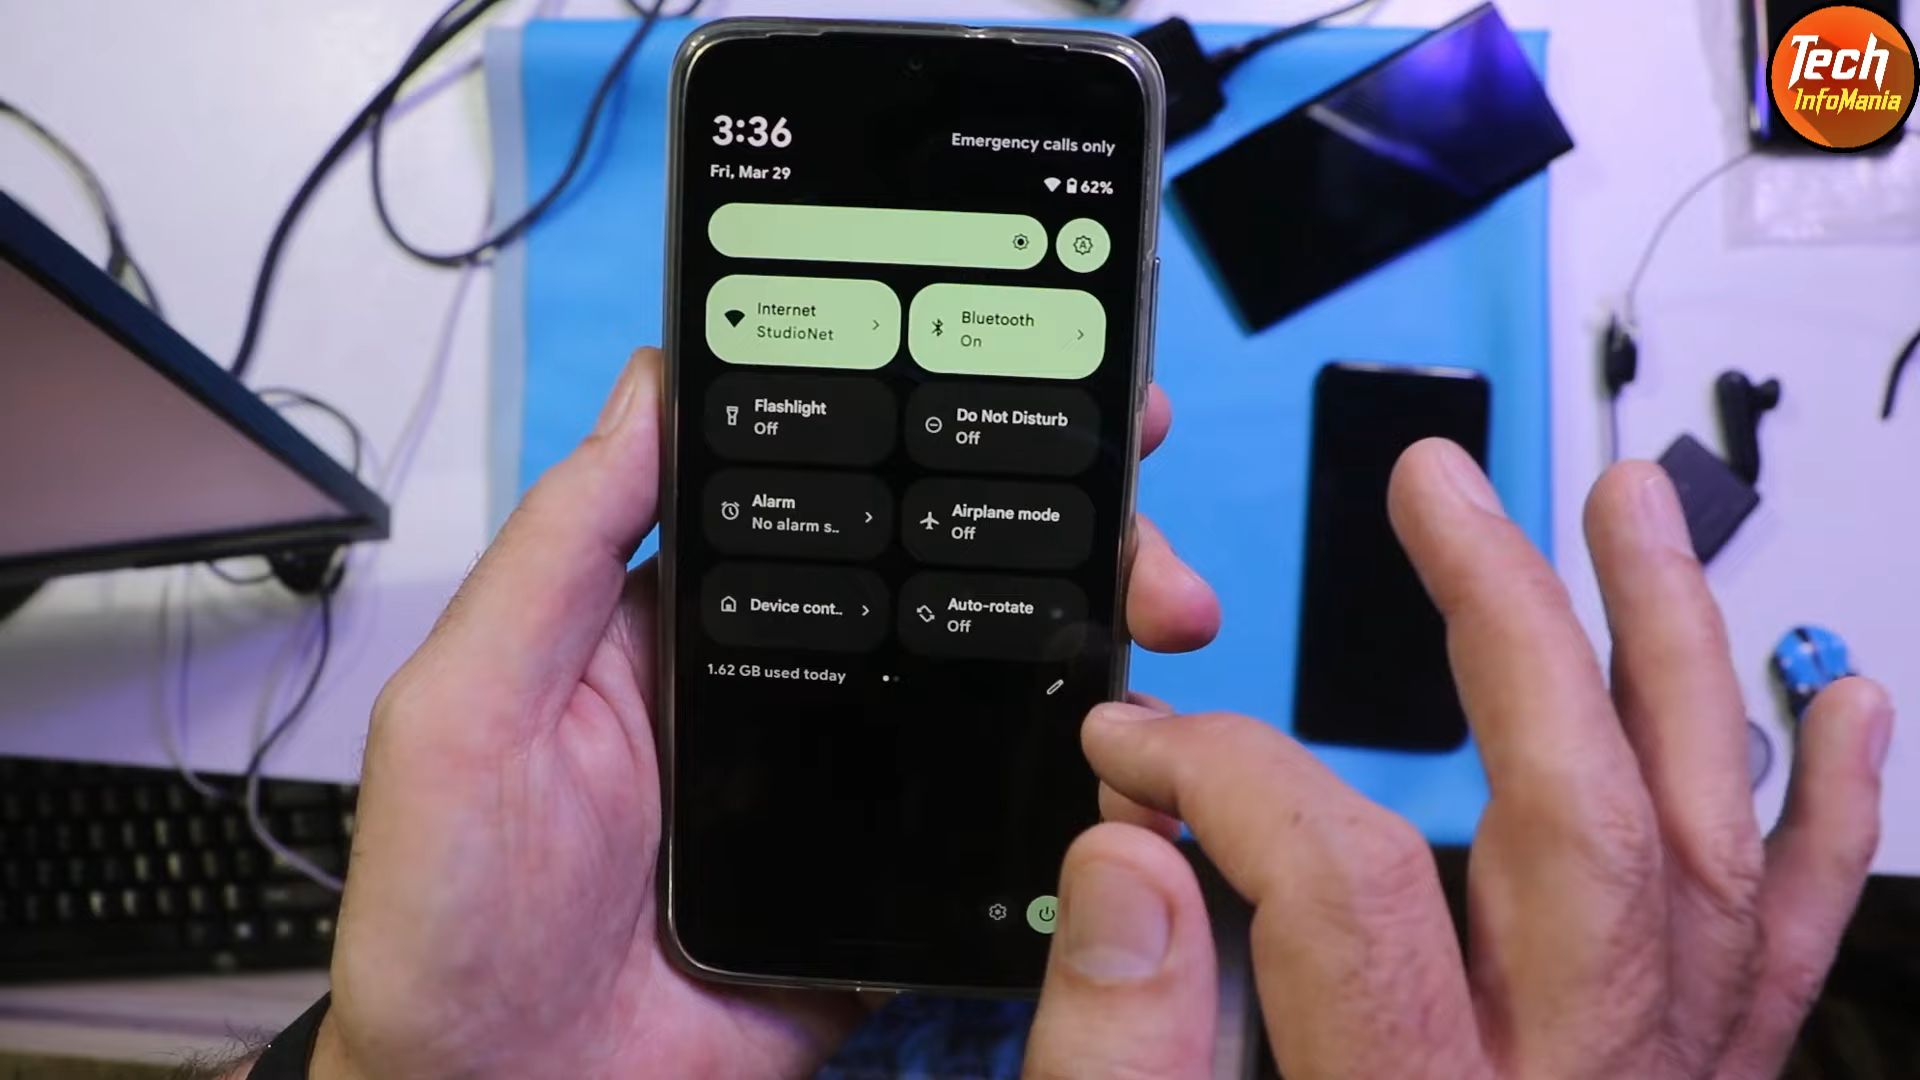 Tech
InfoMania
3:36
Emergency calls only
Fri, Mar 29
62%
Internet
StudioNet
Bluetooth
On
Flashlight
Off
Do Not Disturb
Off
Alarm
No alarm s..
Airplane mode
Off
Device cont..
Auto-rotate
Off
1.62 GB used today